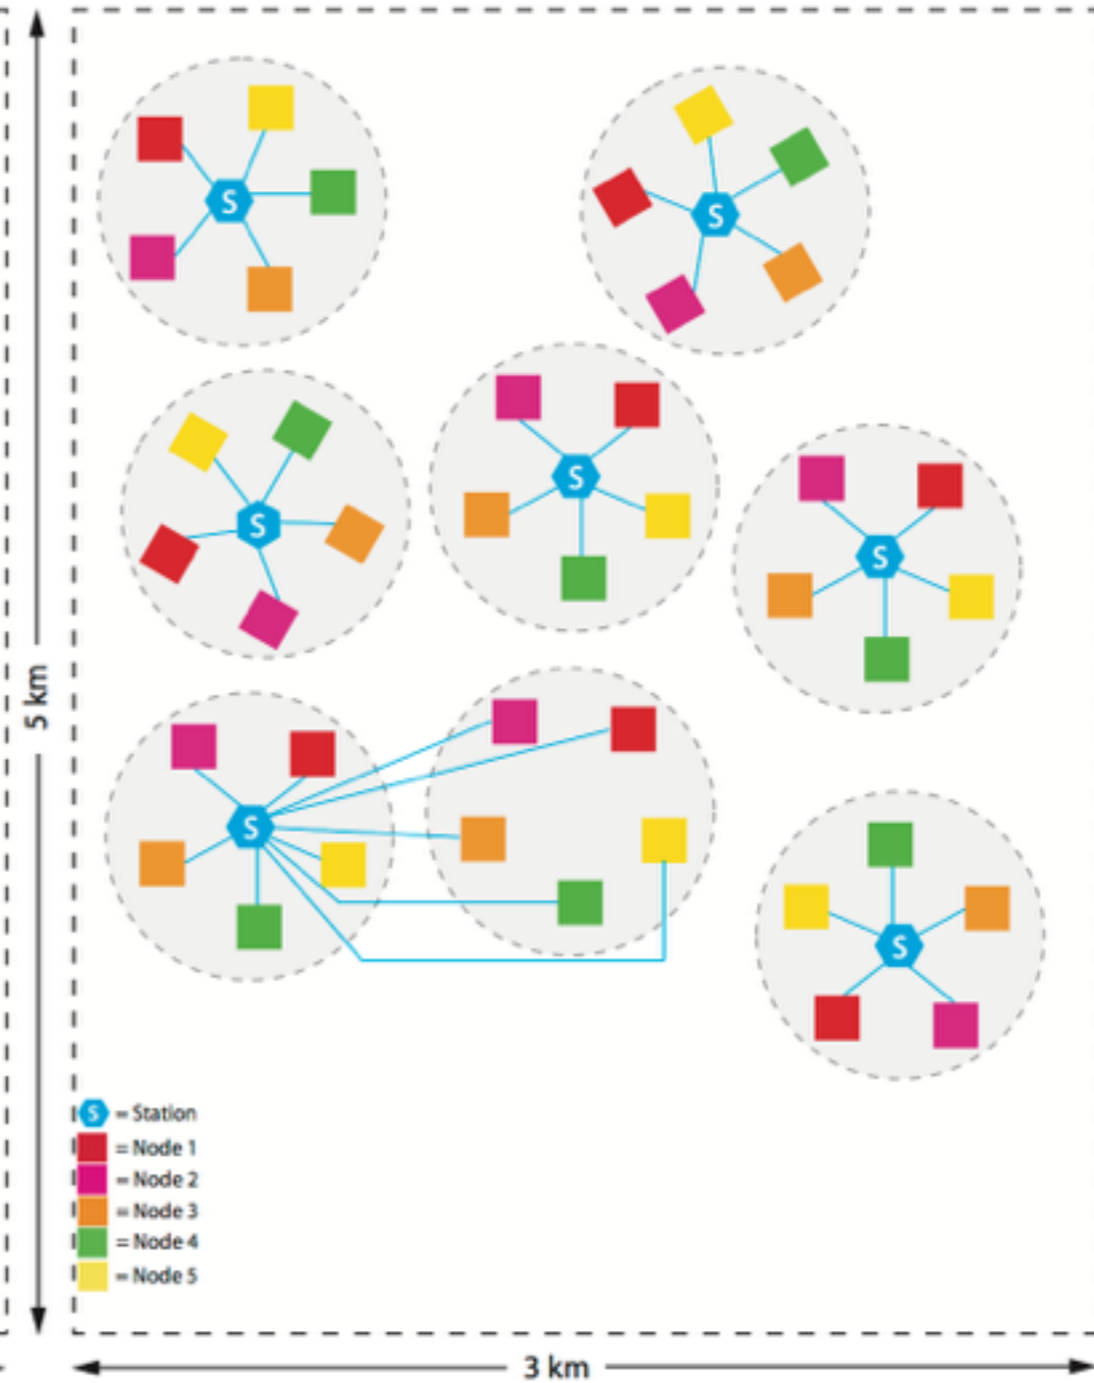 S
S
S
S
S
S
S
5 km
S = Station
= Node 1
= Node 2
= Node 3
= Node 4
= Node 5
3 km